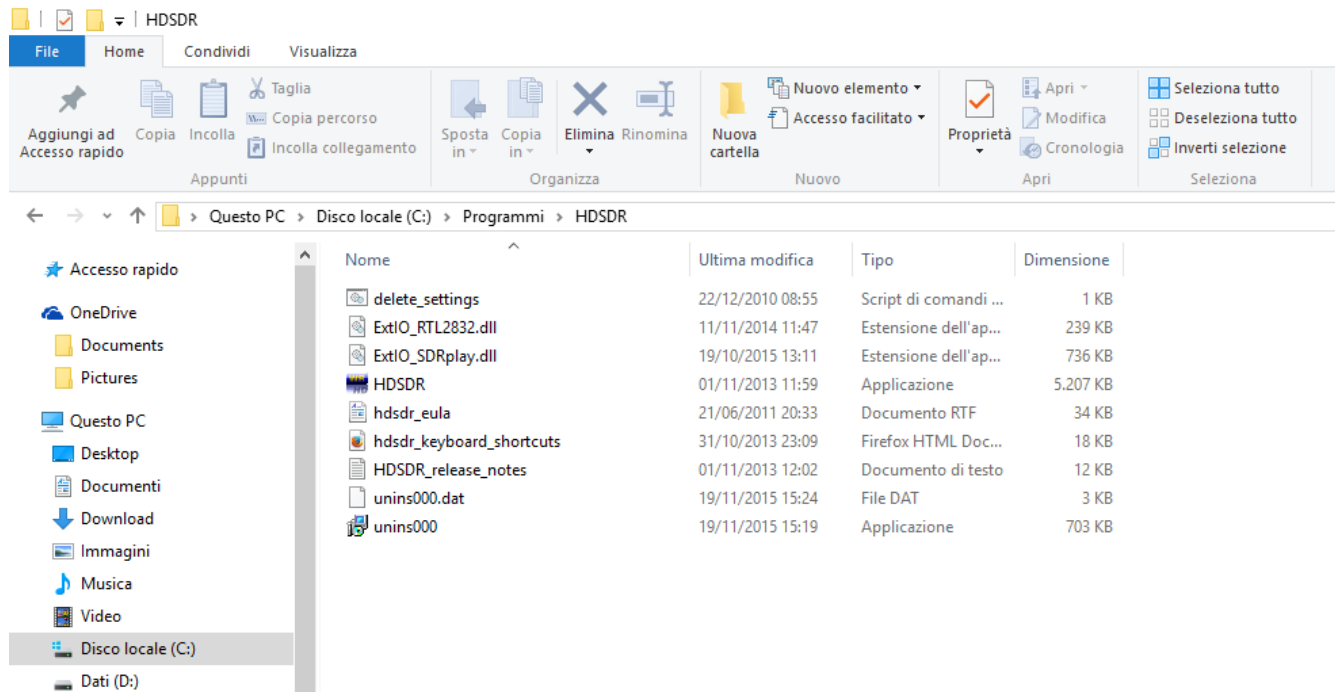 HDSDR
File Home Condividi Visualizza
Aggiungi ad Accesso rapido
Copia
Incolla
Taglia
Copia percorso
Incolla collegamento
Appunti
Sposta in
Copia in
Elimina
Rinomina
Organizza
Nuova cartella
Nuovo elemento
Accesso facilitato
Nuovo
Proprietà
Apri
Modifica
Cronologia
Apri
Seleziona tutto
Deseleziona tutto
Inverti selezione
Seleziona
Questo PC > Disco locale (C:) > Programmi > HDSDR
Accesso rapido
OneDrive
Documents
Pictures
Questo PC
Desktop
Documenti
Download
Immagini
Musica
Video
Disco locale (C:)
Dati (D:)
Nome Ultima modifica Tipo Dimensione
delete_settings 22/12/2010 08:55 Script di comandi ... 1 KB
ExtIO_RTL2832.dll 11/11/2014 11:47 Estensione dell'ap... 239 KB
ExtIO_SDRplay.dll 19/10/2015 13:11 Estensione dell'ap... 736 KB
HDSDR 01/11/2013 11:59 Applicazione 5.207 KB
hdsdr_eula 21/06/2011 20:33 Documento RTF 34 KB
hdsdr_keyboard_shortcuts 31/10/2013 23:09 Firefox HTML Doc... 18 KB
HDSDR_release_notes 01/11/2013 12:02 Documento di testo 12 KB
unins000.dat 19/11/2015 15:24 File DAT 3 KB
unins000 19/11/2015 15:19 Applicazione 703 KB